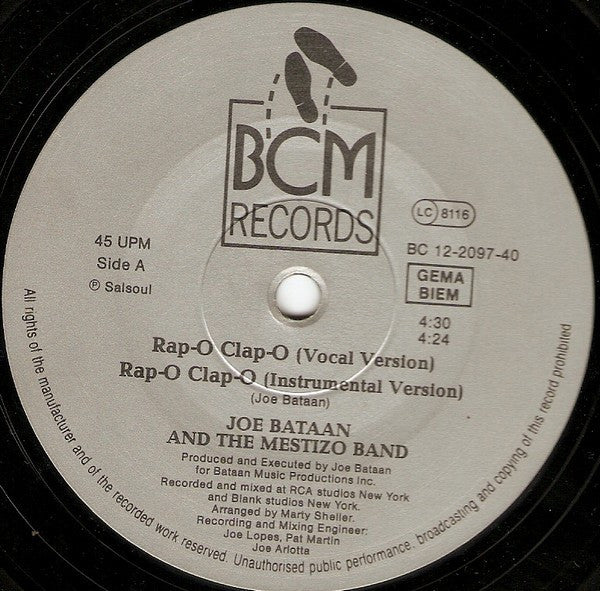 BCM
RECORDS
LC 8116
45 UPM
Side A
℗ Salsoul
BC 12-2097-40
GEMA
BIEM
4:30
4:24
Rap-O Clap-O (Vocal Version)
Rap-O Clap-O (Instrumental Version)
(Joe Bataan)
JOE BATAAN
AND THE MESTIZO BAND
Produced and Executed by Joe Bataan
for Bataan Music Productions Inc.
Recorded and mixed at RCA studios New York
and Blank studios New York.
Arranged by Marty Sheller.
Recording and Mixing Engineer:
Joe Lopes, Pat Martin
Joe Arlotta
All rights of the manufacturer and of the recorded work reserved. Unauthorised public performance, broadcasting and copying of this record prohibited